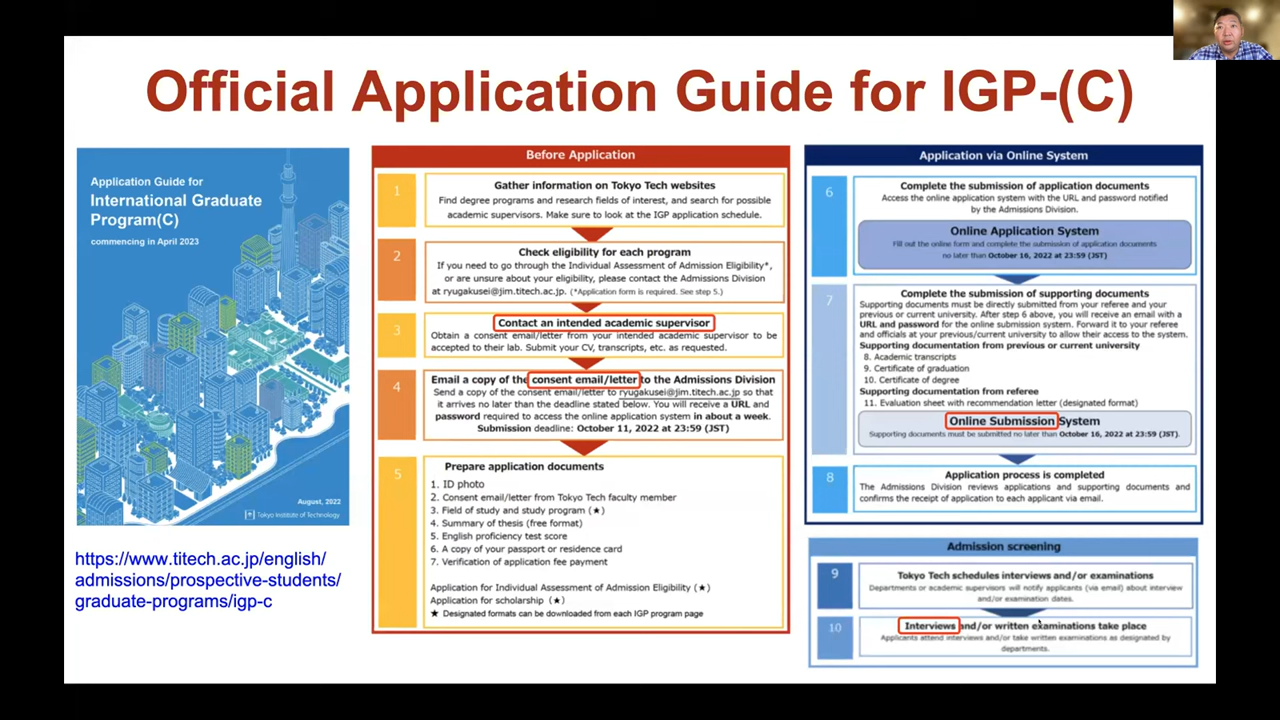 Official Application Guide for IGP-(C)
Application Guide for
International Graduate
Program(C)
commencing in April 2023
August, 2022
Tokyo Institute of Technology
https://www.titech.ac.jp/english/
admissions/prospective-students/
graduate-programs/igp-c
Before Application
1
Gather information on Tokyo Tech websites
Find degree programs and research fields of interest, and search for possible
academic supervisors. Make sure to look at the IGP application schedule.
2
Check eligibility for each program
If you need to go through the Individual Assessment of Admission Eligibility*,
or are unsure about your eligibility, please contact the Admissions Division
at ryugakusei@jim.titech.ac.jp. (*Application form is required. See step 5.)
3
Contact an intended academic supervisor
Obtain a consent email/letter from your intended academic supervisor to be
accepted to their lab. Submit your CV, transcripts, etc. as requested.
4
Email a copy of the consent email/letter to the Admissions Division
Send a copy of the consent email/letter to ryugakusei@jim.titech.ac.jp so that
it arrives no later than the deadline stated below. You will receive a URL and
password required to access the online application system in about a week.
Submission deadline: October 11, 2022 at 23:59 (JST)
5
Prepare application documents
1. ID photo
2. Consent email/letter from Tokyo Tech faculty member
3. Field of study and study program (★)
4. Summary of thesis (free format)
5. English proficiency test score
6. A copy of your passport or residence card
7. Verification of application fee payment
Application for Individual Assessment of Admission Eligibility (★)
Application for scholarship (★)
★ Designated formats can be downloaded from each IGP program page
Application via Online System
6
Complete the submission of application documents
Access the online application system with the URL and password notified
by the Admissions Division.
Online Application System
Fill out the online form and complete the submission of application documents
no later than October 16, 2022 at 23:59 (JST)
7
Complete the submission of supporting documents
Supporting documents must be directly submitted from your referee and your
previous or current university. After step 6 above, you will receive an email with a
URL and password for the online submission system. Forward it to your referee
and officials at your previous/current university to allow their access to the system.
Supporting documentation from previous or current university
8. Academic transcripts
9. Certificate of graduation
10. Certificate of degree
Supporting documentation from referee
11. Evaluation sheet with recommendation letter (designated format)
Online Submission System
Supporting documents must be submitted no later than October 16, 2022 at 23:59 (JST).
8
Application process is completed
The Admissions Division reviews applications and supporting documents and
confirms the receipt of application to each applicant via email.
Admission screening
9
Tokyo Tech schedules interviews and/or examinations
Departments or academic supervisors will notify applicants (via email) about interview
and/or examination dates.
10
Interviews and/or written examinations take place
Applicants attend interviews and/or take written examinations as designated by
departments.